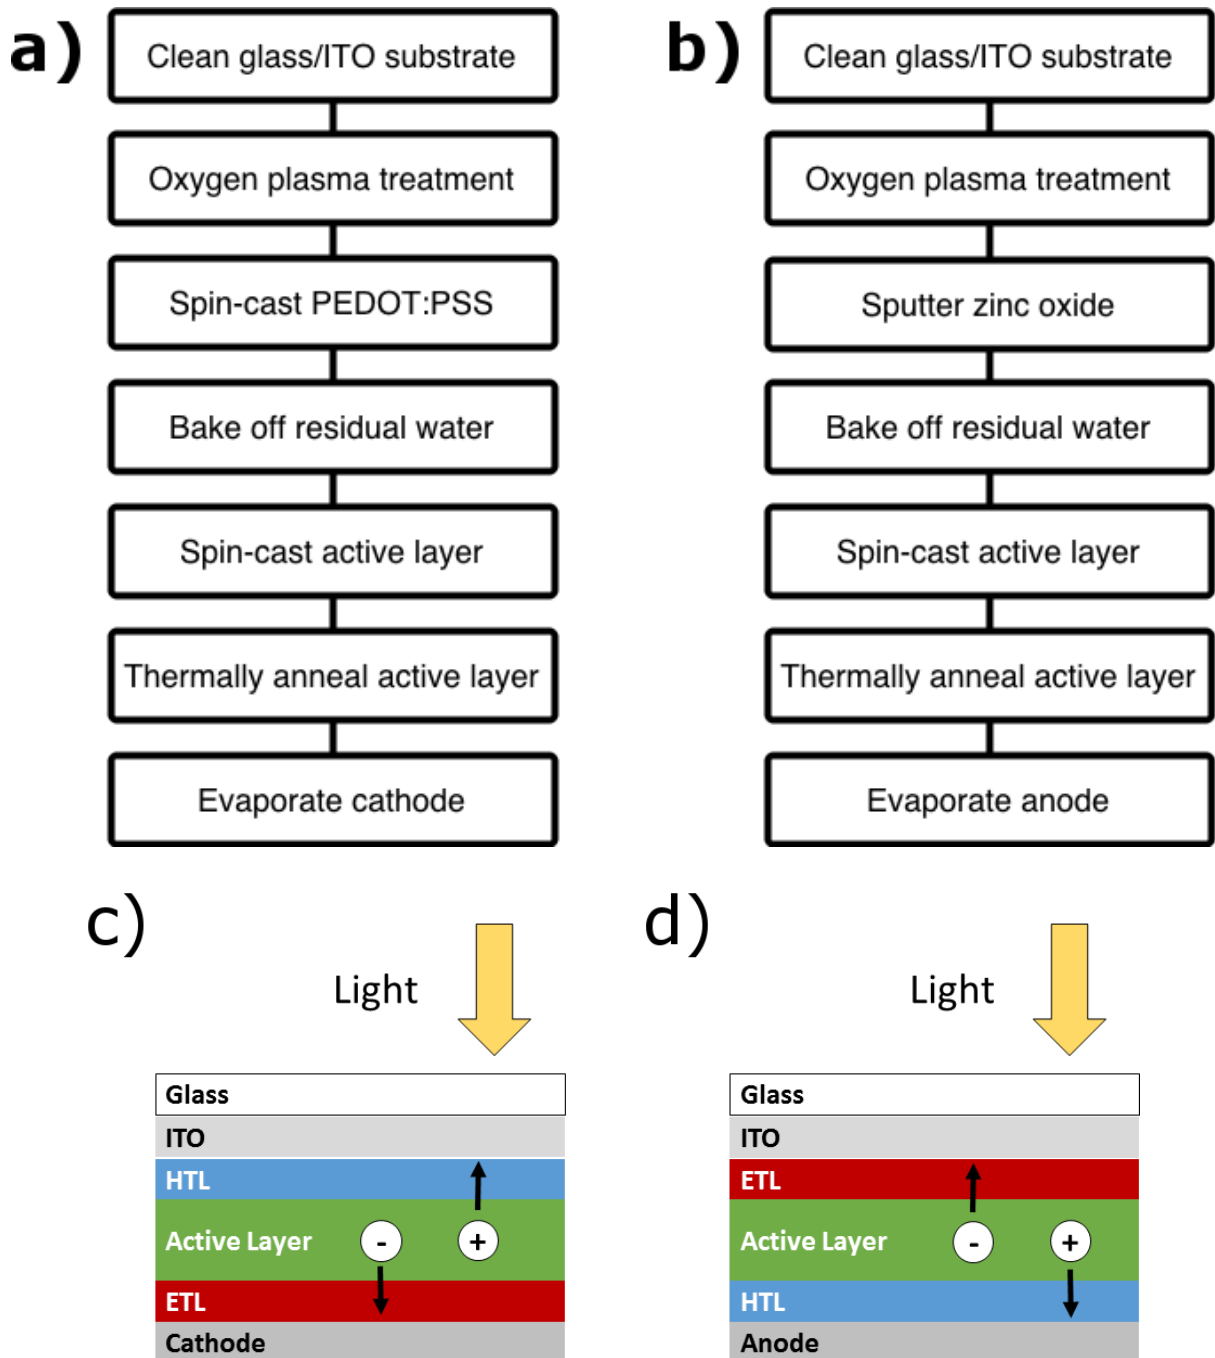 a)
Clean glass/ITO substrate
Oxygen plasma treatment
Spin-cast PEDOT:PSS
Bake off residual water
Spin-cast active layer
Thermally anneal active layer
Evaporate cathode
b)
Clean glass/ITO substrate
Oxygen plasma treatment
Sputter zinc oxide
Bake off residual water
Spin-cast active layer
Thermally anneal active layer
Evaporate anode
c)
Light
Glass
ITO
HTL
Active Layer - +
ETL
Cathode
d)
Light
Glass
ITO
ETL
Active Layer - +
HTL
Anode